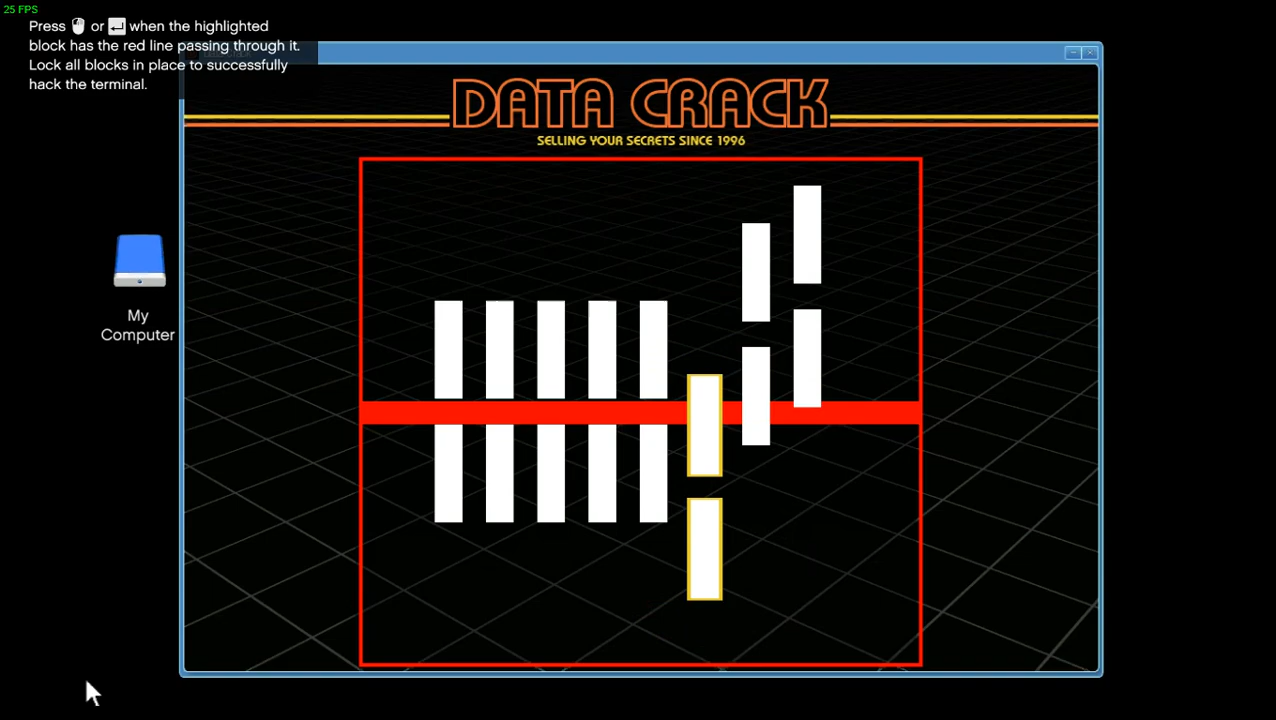 25 FPS
Press or when the highlighted
block has the red line passing through it.
Lock all blocks in place to successfully
hack the terminal.
DATA CRACK
SELLING YOUR SECRETS SINCE 1996
My
Computer